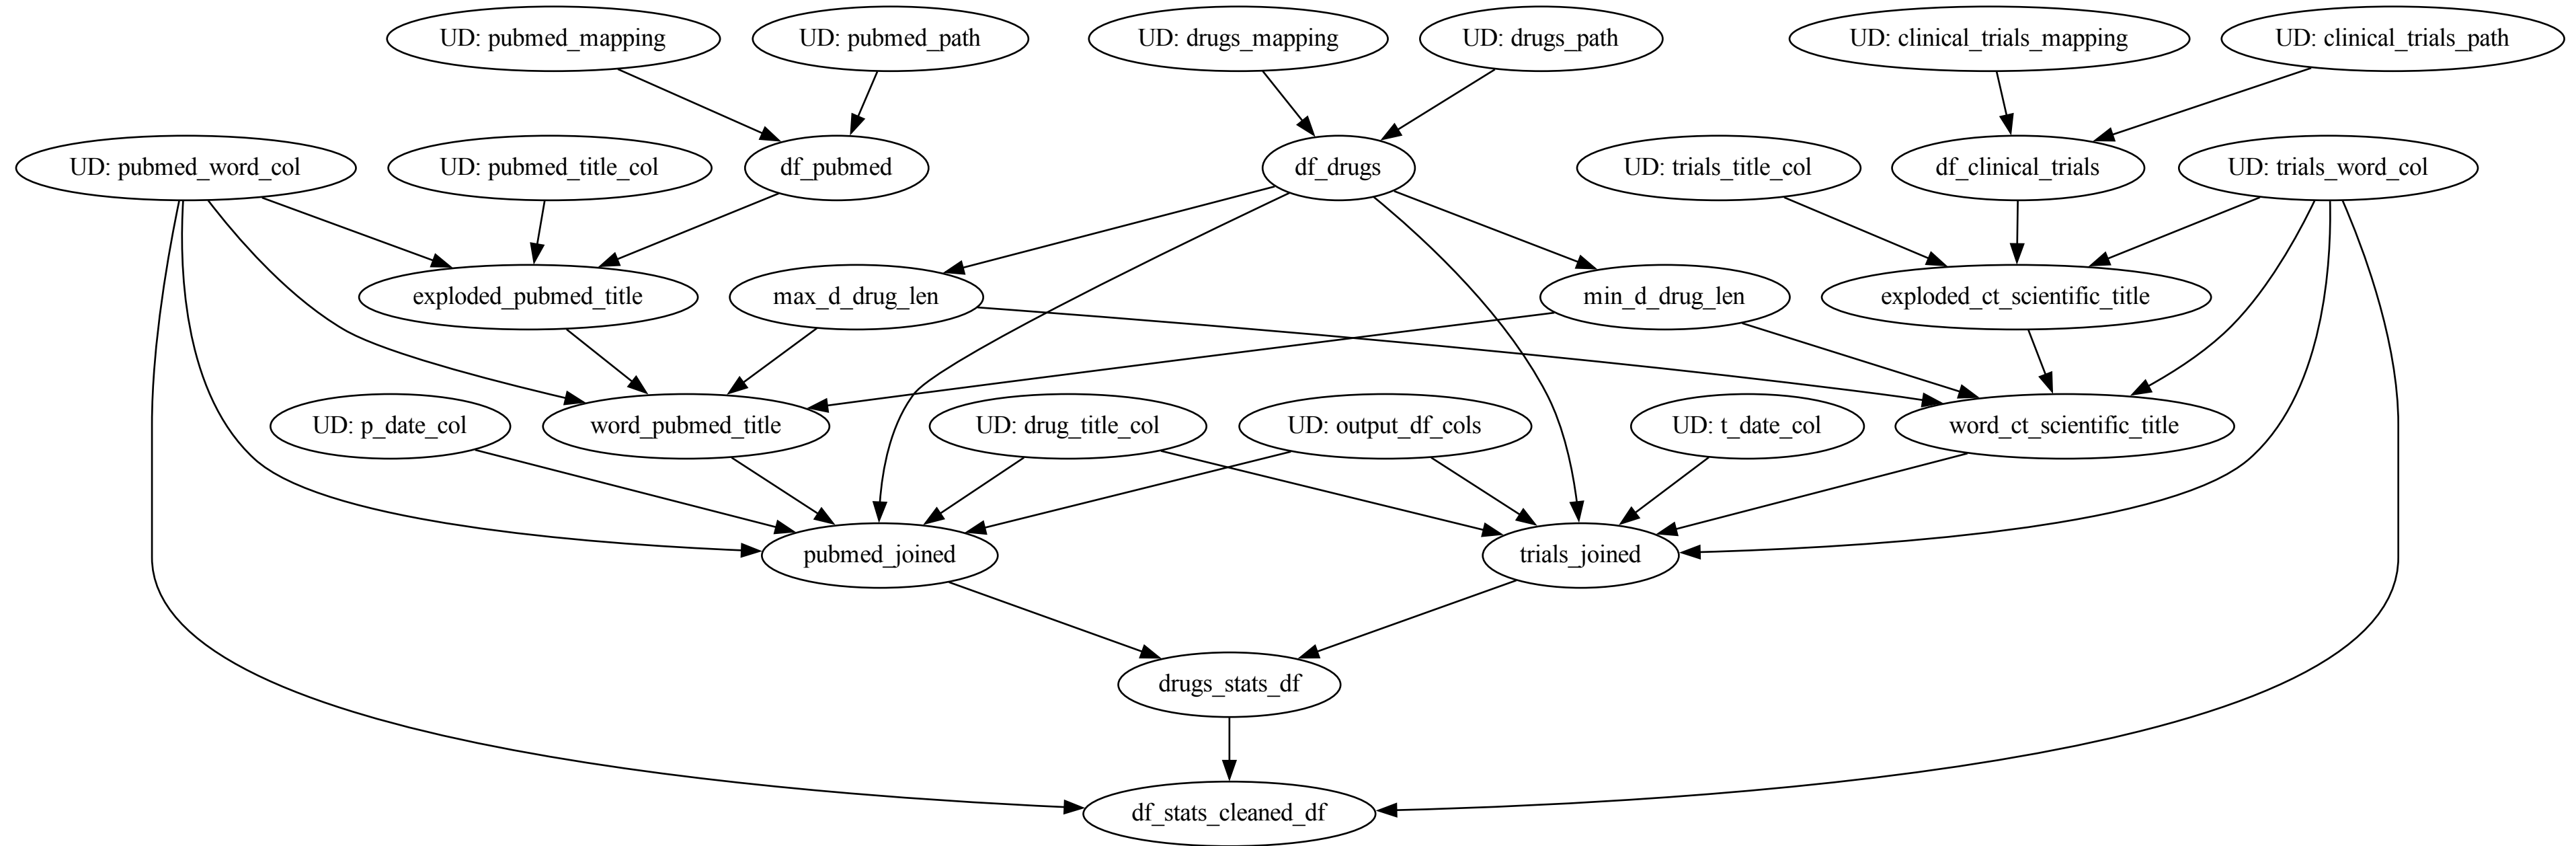 UD: pubmed_mapping
UD: pubmed_path
UD: drugs_mapping
UD: drugs_path
UD: clinical_trials_mapping
UD: clinical_trials_path
UD: pubmed_word_col
UD: pubmed_title_col
df_pubmed
df_drugs
UD: trials_title_col
df_clinical_trials
UD: trials_word_col
exploded_pubmed_title
max_d_drug_len
min_d_drug_len
exploded_ct_scientific_title
UD: p_date_col
word_pubmed_title
UD: drug_title_col
UD: output_df_cols
UD: t_date_col
word_ct_scientific_title
pubmed_joined
trials_joined
drugs_stats_df
df_stats_cleaned_df